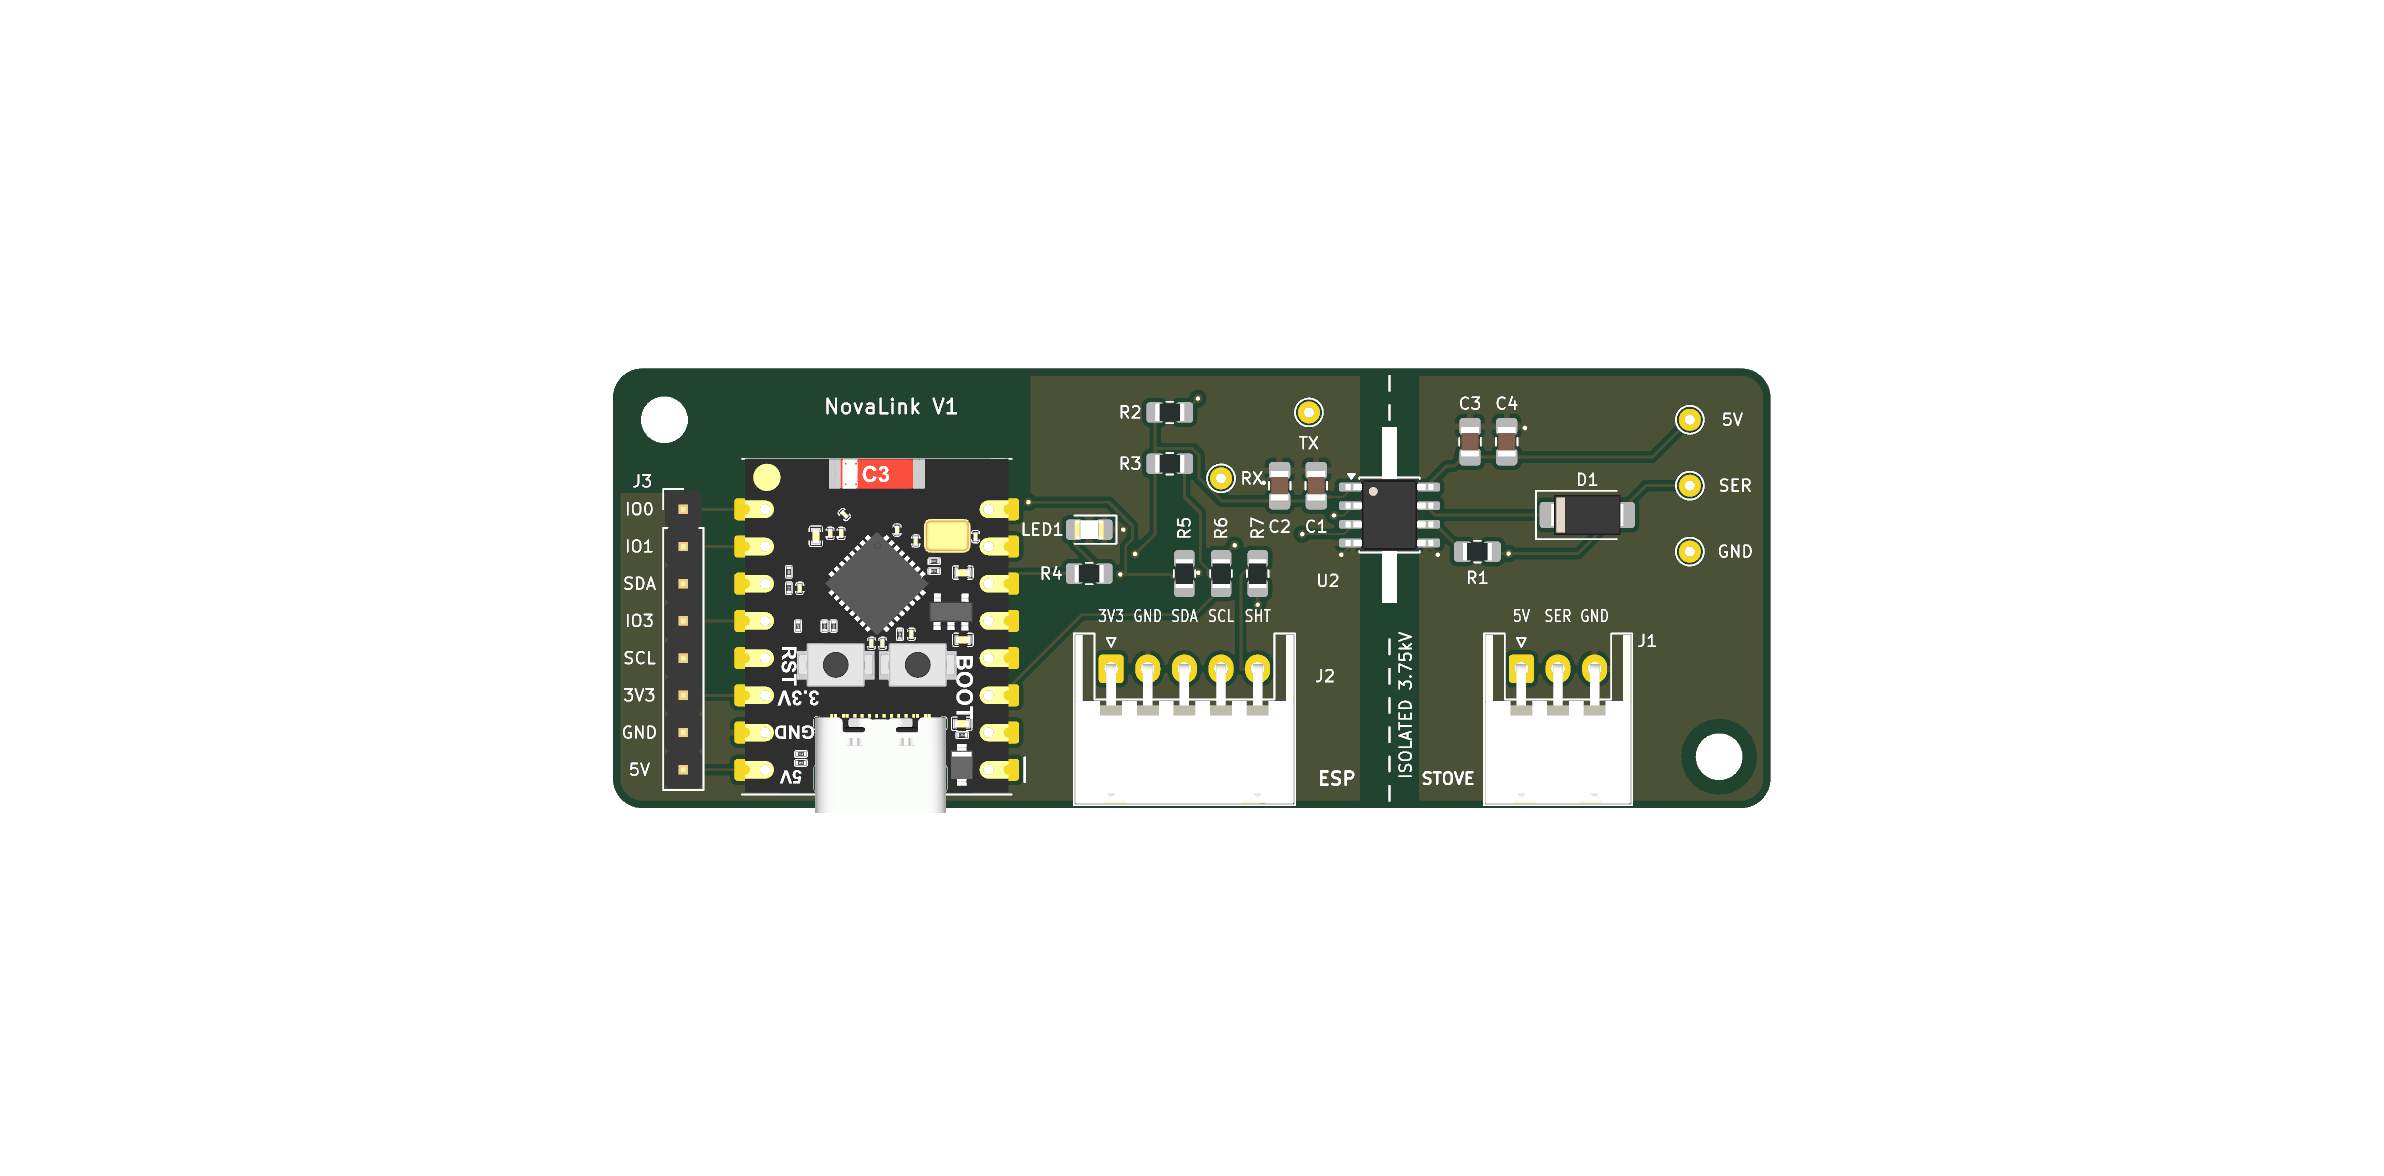 NovaLink V1
J3
IO0
IO1
SDA
IO3
SCL
3V3
GND
5V
C3
RST
BOOT
3.3V
GND
5V
LED1
R4
R2
R3
TX
RX
C2
C1
R5
R6
R7
U2
3V3 GND SDA SCL SHT
J2
ESP
ISOLATED 3.75kV
STOVE
C3
C4
5V
SER
GND
D1
R1
5V SER GND
J1